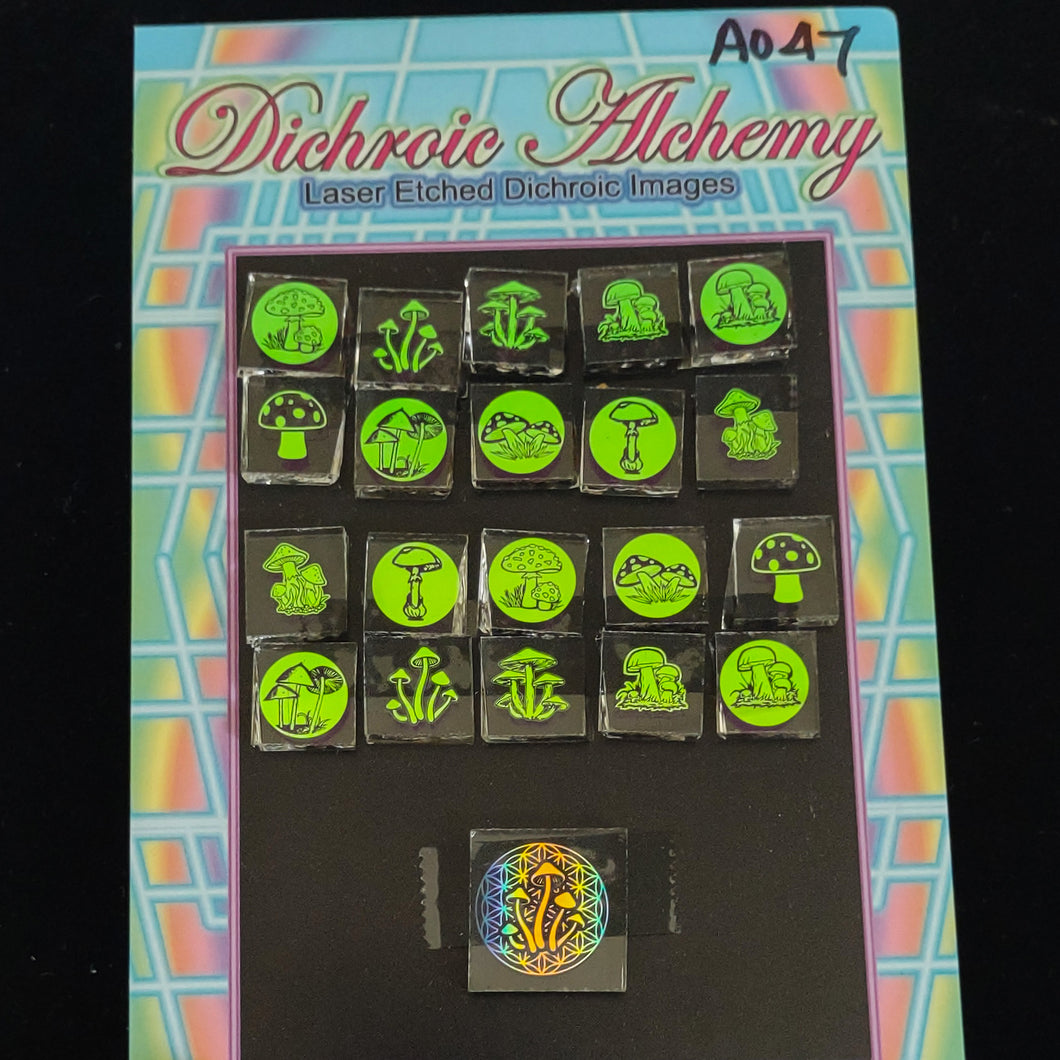 A047
Dichroic Alchemy
Laser Etched Dichroic Images